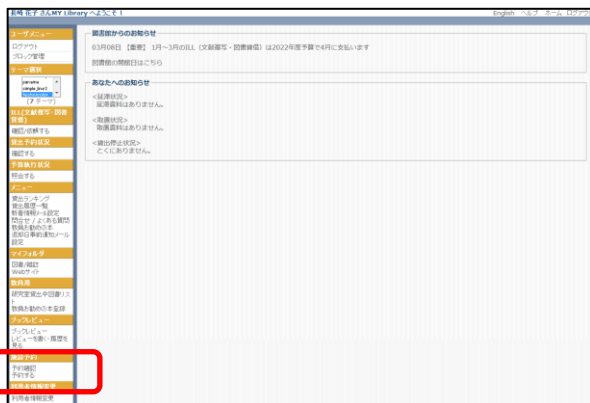 長崎 花子 さんMY Library へようこそ！
English ヘルプ ホーム ログアウ
ユーザメニュー
ログアウト
ブロック管理
テーマ選択
panama
simple_line2
technicolor
(7 テーマ)
ILL(文献複写・図書貸借)
確認/依頼する
貸出予約状況
確認する
予算執行状況
照会する
メニュー
貸出ランキング
貸出履歴一覧
新着情報メール設定
問合せ / よくある質問
教員お勧めの本
返却日事前通知メール
設定
マイフォルダ
図書/雑誌
Webサイト
教員用
研究室貸出中図書リスト
教員お勧めの本登録
ブックレビュー
ブックレビュー
レビューを書く・履歴を
見る
施設予約
予約確認
予約する
利用者情報変更
利用者情報変更
図書館からのお知らせ
03月08日 【重要】 1月～3月のILL（文献複写・図書貸借）は2022年度予算で4月に支払います
図書館の開館日はこちら
あなたへのお知らせ
<延滞状況>
延滞資料はありません。
<取置状況>
取置資料はありません。
<貸出停止状況>
とくにありません。